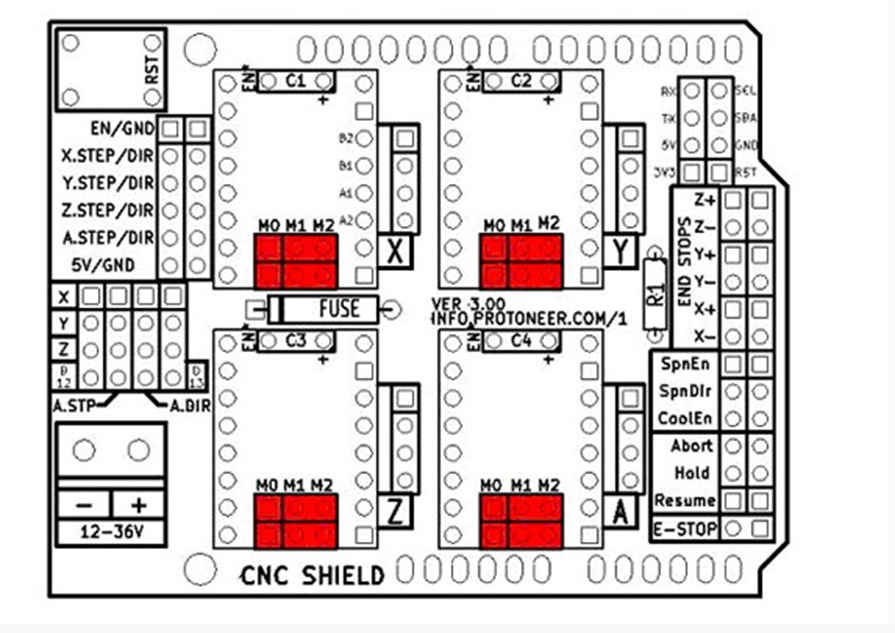 RST
EN/GND
X.STEP/DIR
Y.STEP/DIR
Z.STEP/DIR
A.STEP/DIR
5V/GND
X
Y
Z
D
12
D
13
A.STP
A.DIR
- +
12-36V
EN
C1
+
B2
B1
A1
A2
M0 M1 M2
X
EN
C2
+
M0 M1 M2
Y
FUSE
VER 3.00
INFO.PROTONEER.COM/1
R1
EN
C3
+
M0 M1 M2
Z
EN
C4
+
M0 M1 M2
A
RX SCL
TX SDA
5V GND
3V3 RST
END STOPS
Z+
Z-
Y+
Y-
X+
X-
SpnEn
SpnDir
CoolEn
Abort
Hold
Resume
E-STOP
CNC SHIELD